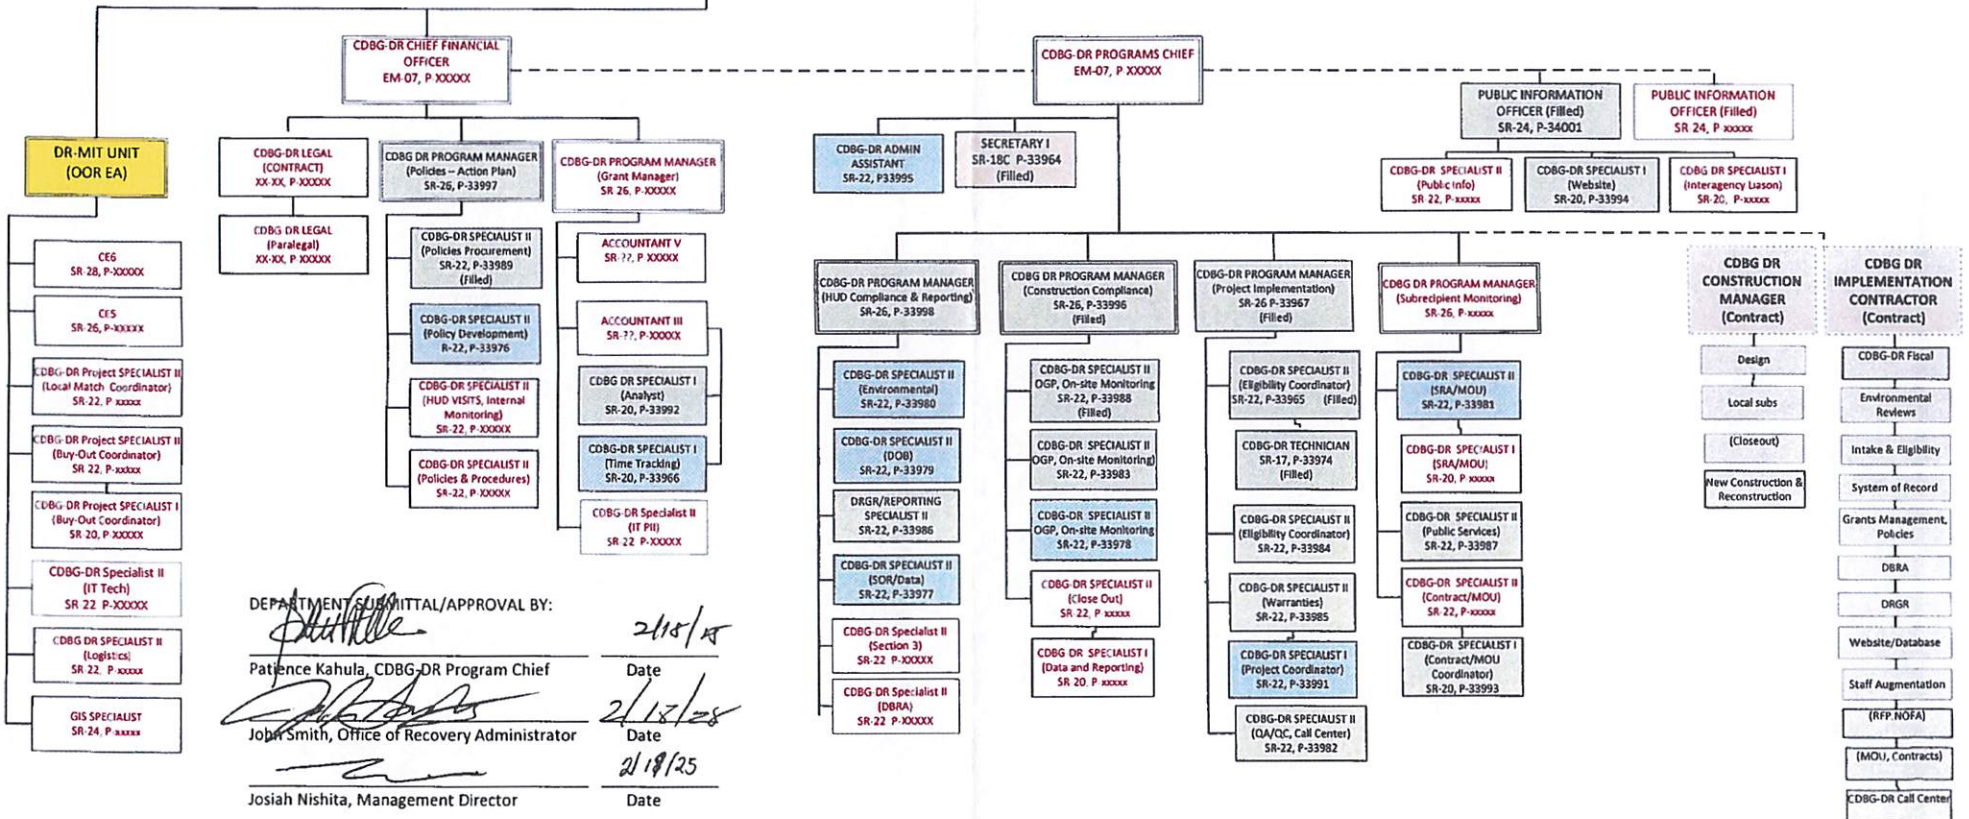 CDBG-DR CHIEF FINANCIAL
OFFICER
EM-07, P XXXXX
CDBG-DR PROGRAMS CHIEF
EM-07, P XXXXX
PUBLIC INFORMATION
OFFICER (Filled)
SR-24, P-34001
PUBLIC INFORMATION
OFFICER (Filled)
SR 24, P xxxxx
DR-MIT UNIT
(OOR EA)
CDBG-DR LEGAL
(CONTRACT)
XX-XX, P-XXXXX
CDBG DR PROGRAM MANAGER
(Policies – Action Plan)
SR-26, P-33997
CDBG-DR PROGRAM MANAGER
(Grant Manager)
SR 26, P-XXXXX
CDBG-DR ADMIN
ASSISTANT
SR-22, P33995
SECRETARY I
SR-18C P-33964
(Filled)
CDBG-DR SPECIALIST II
(Public Info)
SR 22, P-xxxxx
CDBG-DR SPECIALIST I
(Website)
SR-20, P-33994
CDBG DR SPECIALIST I
(Interagency Liason)
SR-20, P-xxxxx
CDBG DR LEGAL
(Paralegal)
XX-XX, P XXXXX
CE6
SR-28, P-XXXXX
CE5
SR-26, P-XXXXX
CDBG-DR Project SPECIALIST II
(Local Match Coordinator)
SR-22, P xxxxx
CDBG-DR Project SPECIALIST II
(Buy-Out Coordinator)
SR 22, P-xxxxx
CDBG-DR Project SPECIALIST I
(Buy-Out Coordinator)
SR 20, P-XXXXX
CDBG-DR Specialist II
(IT Tech)
SR 22 P-XXXXX
CDBG DR SPECIALIST II
(Logistics)
SR 22, P-xxxxx
GIS SPECIALIST
SR-24, P-xxxxx
CDBG-DR SPECIALIST II
(Policies Procurement)
SR-22, P-33989
(Filled)
CDBG-DR SPECIALIST II
(Policy Development)
R-22, P-33976
CDBG-DR SPECIALIST II
(HUD VISITS, Internal
Monitoring)
SR-22, P-XXXXX
CDBG-DR SPECIALIST II
(Policies & Procedures)
SR-22, P-XXXXX
ACCOUNTANT V
SR-??, P XXXXX
ACCOUNTANT III
SR-??, P-XXXXX
CDBG DR SPECIALIST I
(Analyst)
SR-20, P-33992
CDBG-DR SPECIALIST I
(Time Tracking)
SR-20, P-33966
CDBG-DR Specialist II
(IT PII)
SR-22 P-XXXXX
CDBG-DR PROGRAM MANAGER
(HUD Compliance & Reporting)
SR-26, P-33998
CDBG DR PROGRAM MANAGER
(Construction Compliance)
SR-26, P-33996
(Filled)
CDBG-DR PROGRAM MANAGER
(Project Implementation)
SR-26 P-33967
(Filled)
CDBG DR PROGRAM MANAGER
(Subrecipient Monitoring)
SR-26, P-xxxxx
CDBG DR
CONSTRUCTION
MANAGER
(Contract)
CDBG DR
IMPLEMENTATION
CONTRACTOR
(Contract)
CDBG-DR SPECIALIST II
(Environmental)
SR-22, P-33980
CDBG-DR SPECIALIST II
(DOB)
SR-22, P-33979
DRGR/REPORTING
SPECIALIST II
SR-22, P-33986
CDBG-DR SPECIALIST II
(SOR/Data)
SR-22, P-33977
CDBG-DR Specialist II
(Section 3)
SR-22 P-XXXXX
CDBG-DR Specialist II
(DBRA)
SR-22 P-XXXXX
CDBG-DR SPECIALIST II
OGP, On-site Monitoring
SR-22, P-33988
(Filled)
CDBG-DR SPECIALIST II
OGP, On-site Monitoring)
SR-22, P-33983
CDBG-DR SPECIALIST II
OGP, On-site Monitoring
SR-22, P-33978
CDBG-DR SPECIALIST II
(Close Out)
SR-22, P xxxxx
CDBG DR SPECIALIST I
(Data and Reporting)
SR 20, P xxxxx
CDBG-DR SPECIALIST II
(Eligibility Coordinator)
SR-22, P-33965 (Filled)
CDBG-DR TECHNICIAN
SR-17, P-33974
(Filled)
CDBG-DR SPECIALIST II
(Eligibility Coordinator)
SR-22, P-33984
CDBG-DR SPECIALIST II
(Warranties)
SR-22, P-33985
CDBG-DR SPECIALIST I
(Project Coordinator)
SR-22, P-33991
CDBG-DR SPECIALIST II
(QA/QC, Call Center)
SR-22, P-33982
CDBG-DR SPECIALIST II
(SRA/MOU)
SR-22, P-33981
CDBG-DR SPECIALIST I
(SRA/MOU)
SR-20, P xxxxx
CDBG-DR SPECIALIST II
(Public Services)
SR-22, P-33987
CDBG-DR SPECIALIST II
(Contract/MOU)
SR-22, P-xxxxx
CDBG-DR SPECIALIST I
(Contract/MOU
Coordinator)
SR-20, P-33993
Design
Local subs
(Closeout)
New Construction &
Reconstruction
CDBG-DR Fiscal
Environmental
Reviews
Intake & Eligibility
System of Record
Grants Management,
Policies
DBRA
DRGR
Website/Database
Staff Augmentation
(RFP,NOFA)
(MOU, Contracts)
CDBG-DR Call Center
DEPARTMENT SUBMITTAL/APPROVAL BY:
Patience Kahula, CDBG-DR Program Chief
Date
John Smith, Office of Recovery Administrator
Date
2/18/25
Josiah Nishita, Management Director
Date